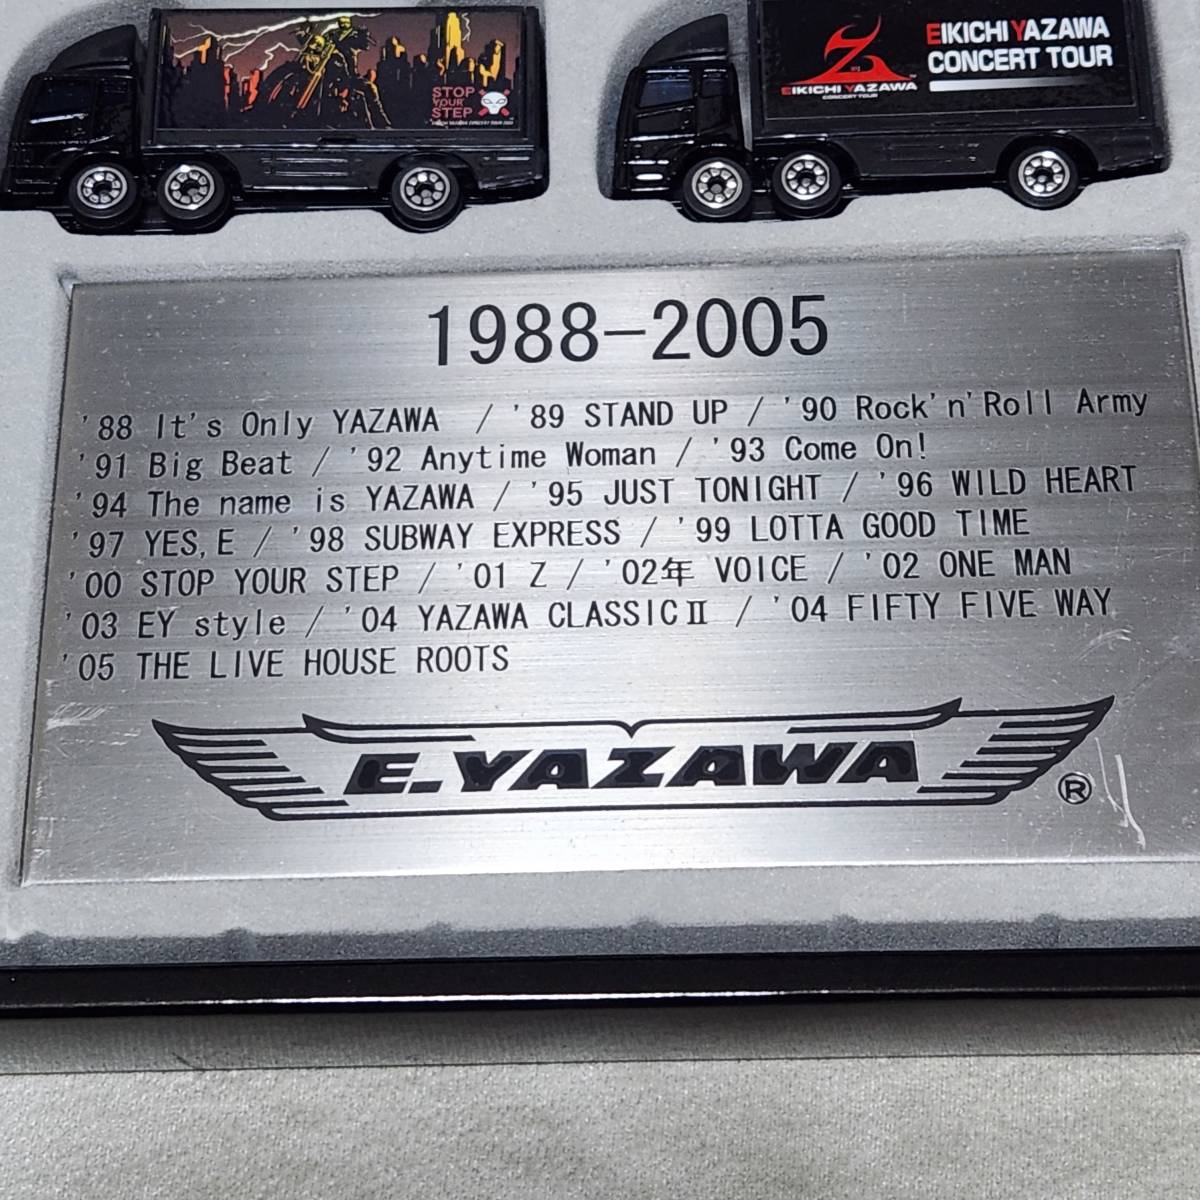 STOP
YOUR
STEP
EIKICHI YAZAWA
CONCERT TOUR
EIKICHI YAZAWA
CONCERT TOUR
1988-2005
'88 It's Only YAZAWA / '89 STAND UP / '90 Rock'n'Roll Army
'91 Big Beat / '92 Anytime Woman / '93 Come On!
'94 The name is YAZAWA / '95 JUST TONIGHT / '96 WILD HEART
'97 YES,E / '98 SUBWAY EXPRESS / '99 LOTTA GOOD TIME
'00 STOP YOUR STEP / '01 Z / '02年 VOICE / '02 ONE MAN
'03 EY style / '04 YAZAWA CLASSICⅡ / '04 FIFTY FIVE WAY
'05 THE LIVE HOUSE ROOTS
E.YAZAWA
®